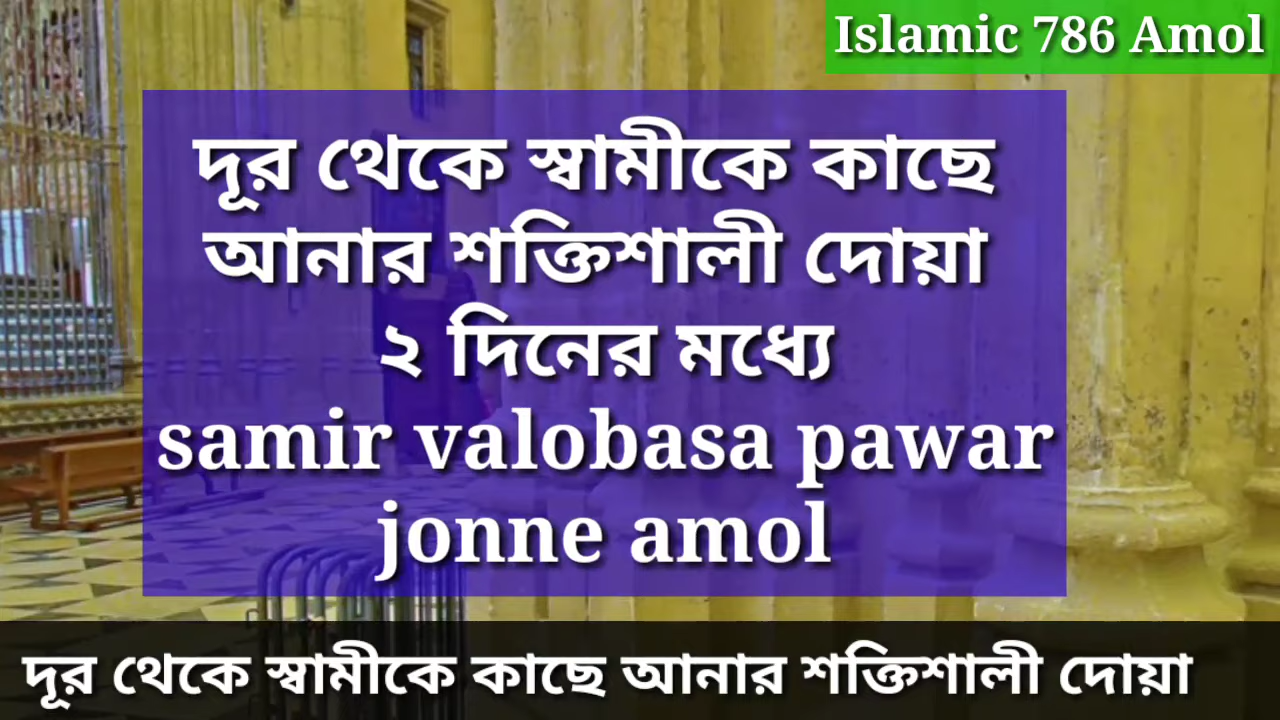 Islamic 786 Amol
দূর থেকে স্বামীকে কাছে
আনার শক্তিশালী দোয়া
২ দিনের মধ্যে
samir valobasa pawar
jonne amol
দূর থেকে স্বামীকে কাছে আনার শক্তিশালী দোয়া